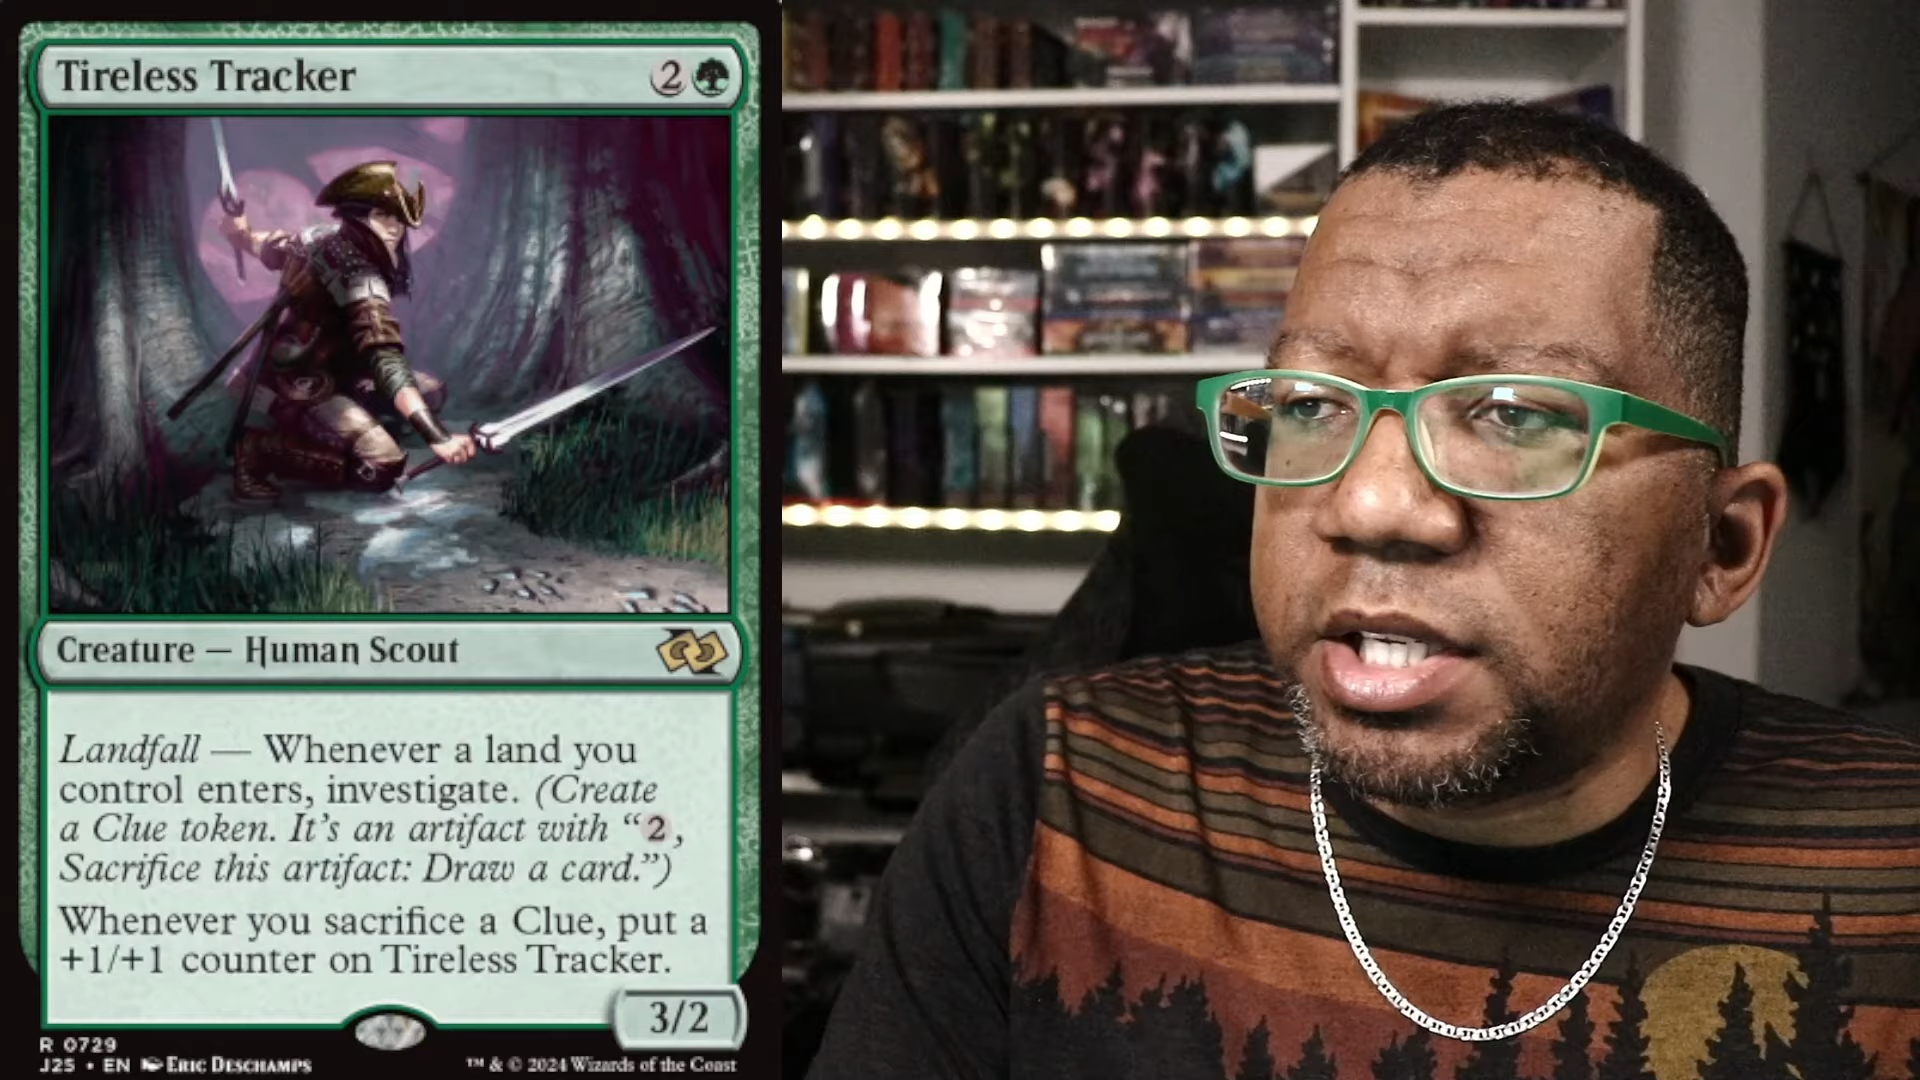 Tireless Tracker 2
Creature — Human Scout
Landfall — Whenever a land you
control enters, investigate. (Create
a Clue token. It's an artifact with “2,
Sacrifice this artifact: Draw a card.”)
Whenever you sacrifice a Clue, put a
+1/+1 counter on Tireless Tracker.
3/2
R 0729
J25 • EN ERIC DESCHAMPS
™ & © 2024 Wizards of the Coast